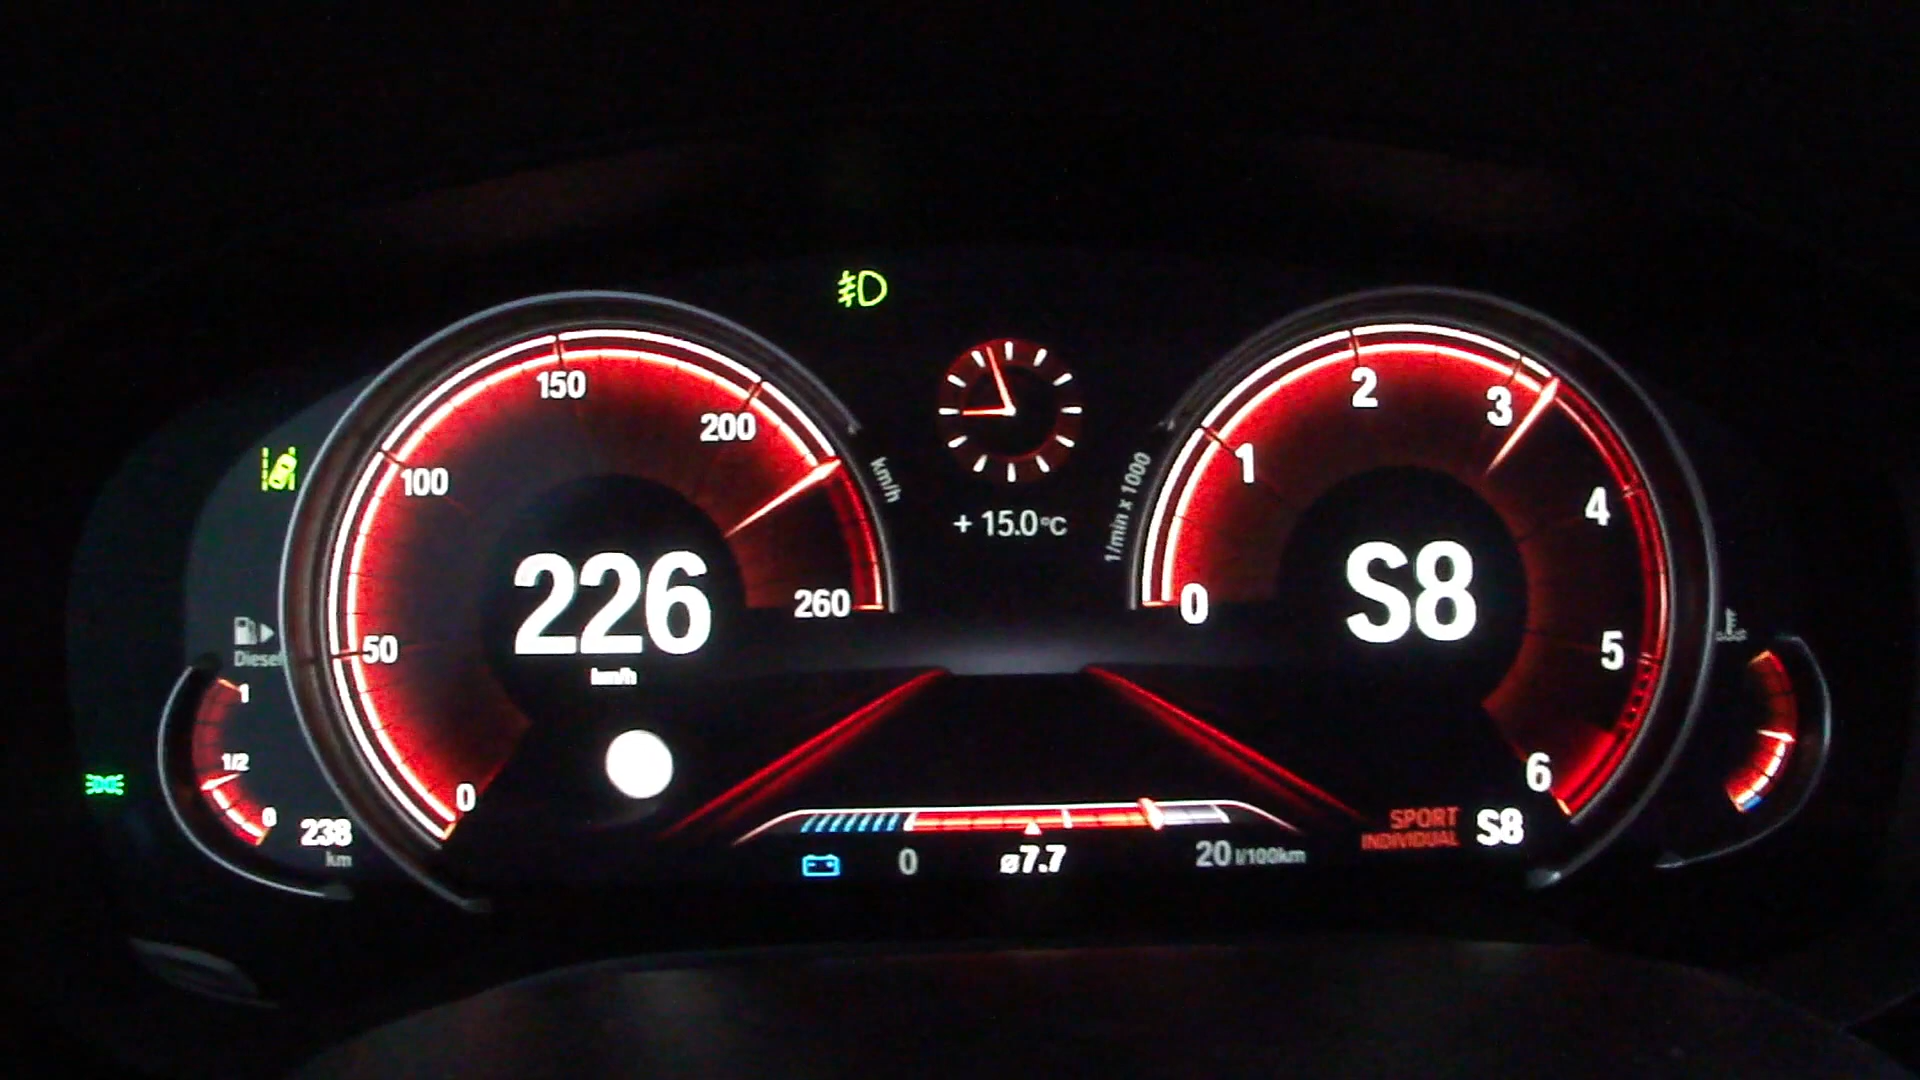 150
200
100
km/h
50
260
226
km/h
0
Diesel
1
1/2
0
238
km
+ 15.0°C
1/min x 1000
0
1
2
3
4
5
6
S8
0
ø7.7
20 l/100km
SPORT
INDIVIDUAL
S8